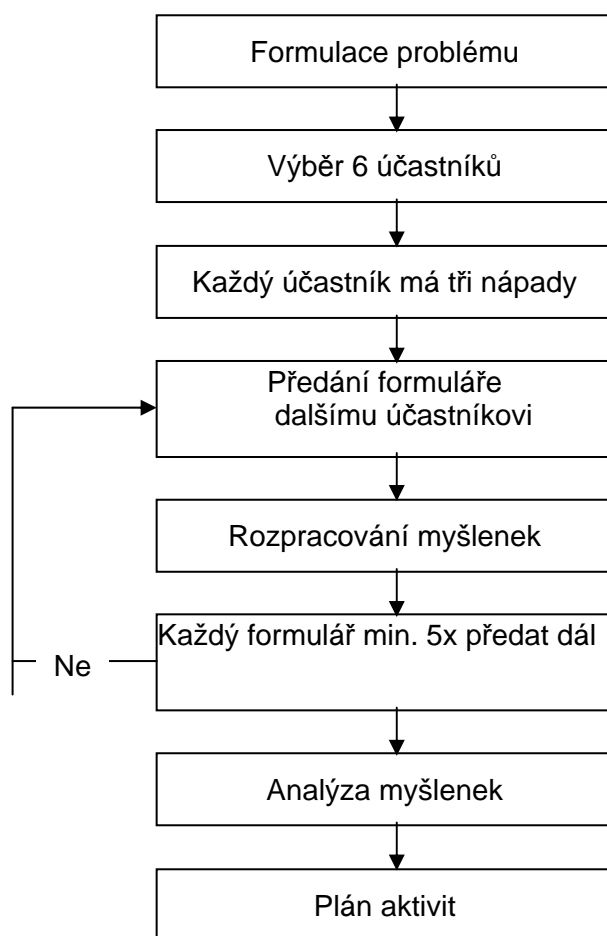 Formulace problému
Výběr 6 účastníků
Každý účastník má tři nápady
Předání formuláře
dalšímu účastníkovi
Rozpracování myšlenek
Každý formulář min. 5x předat dál
Ne
Analýza myšlenek
Plán aktivit